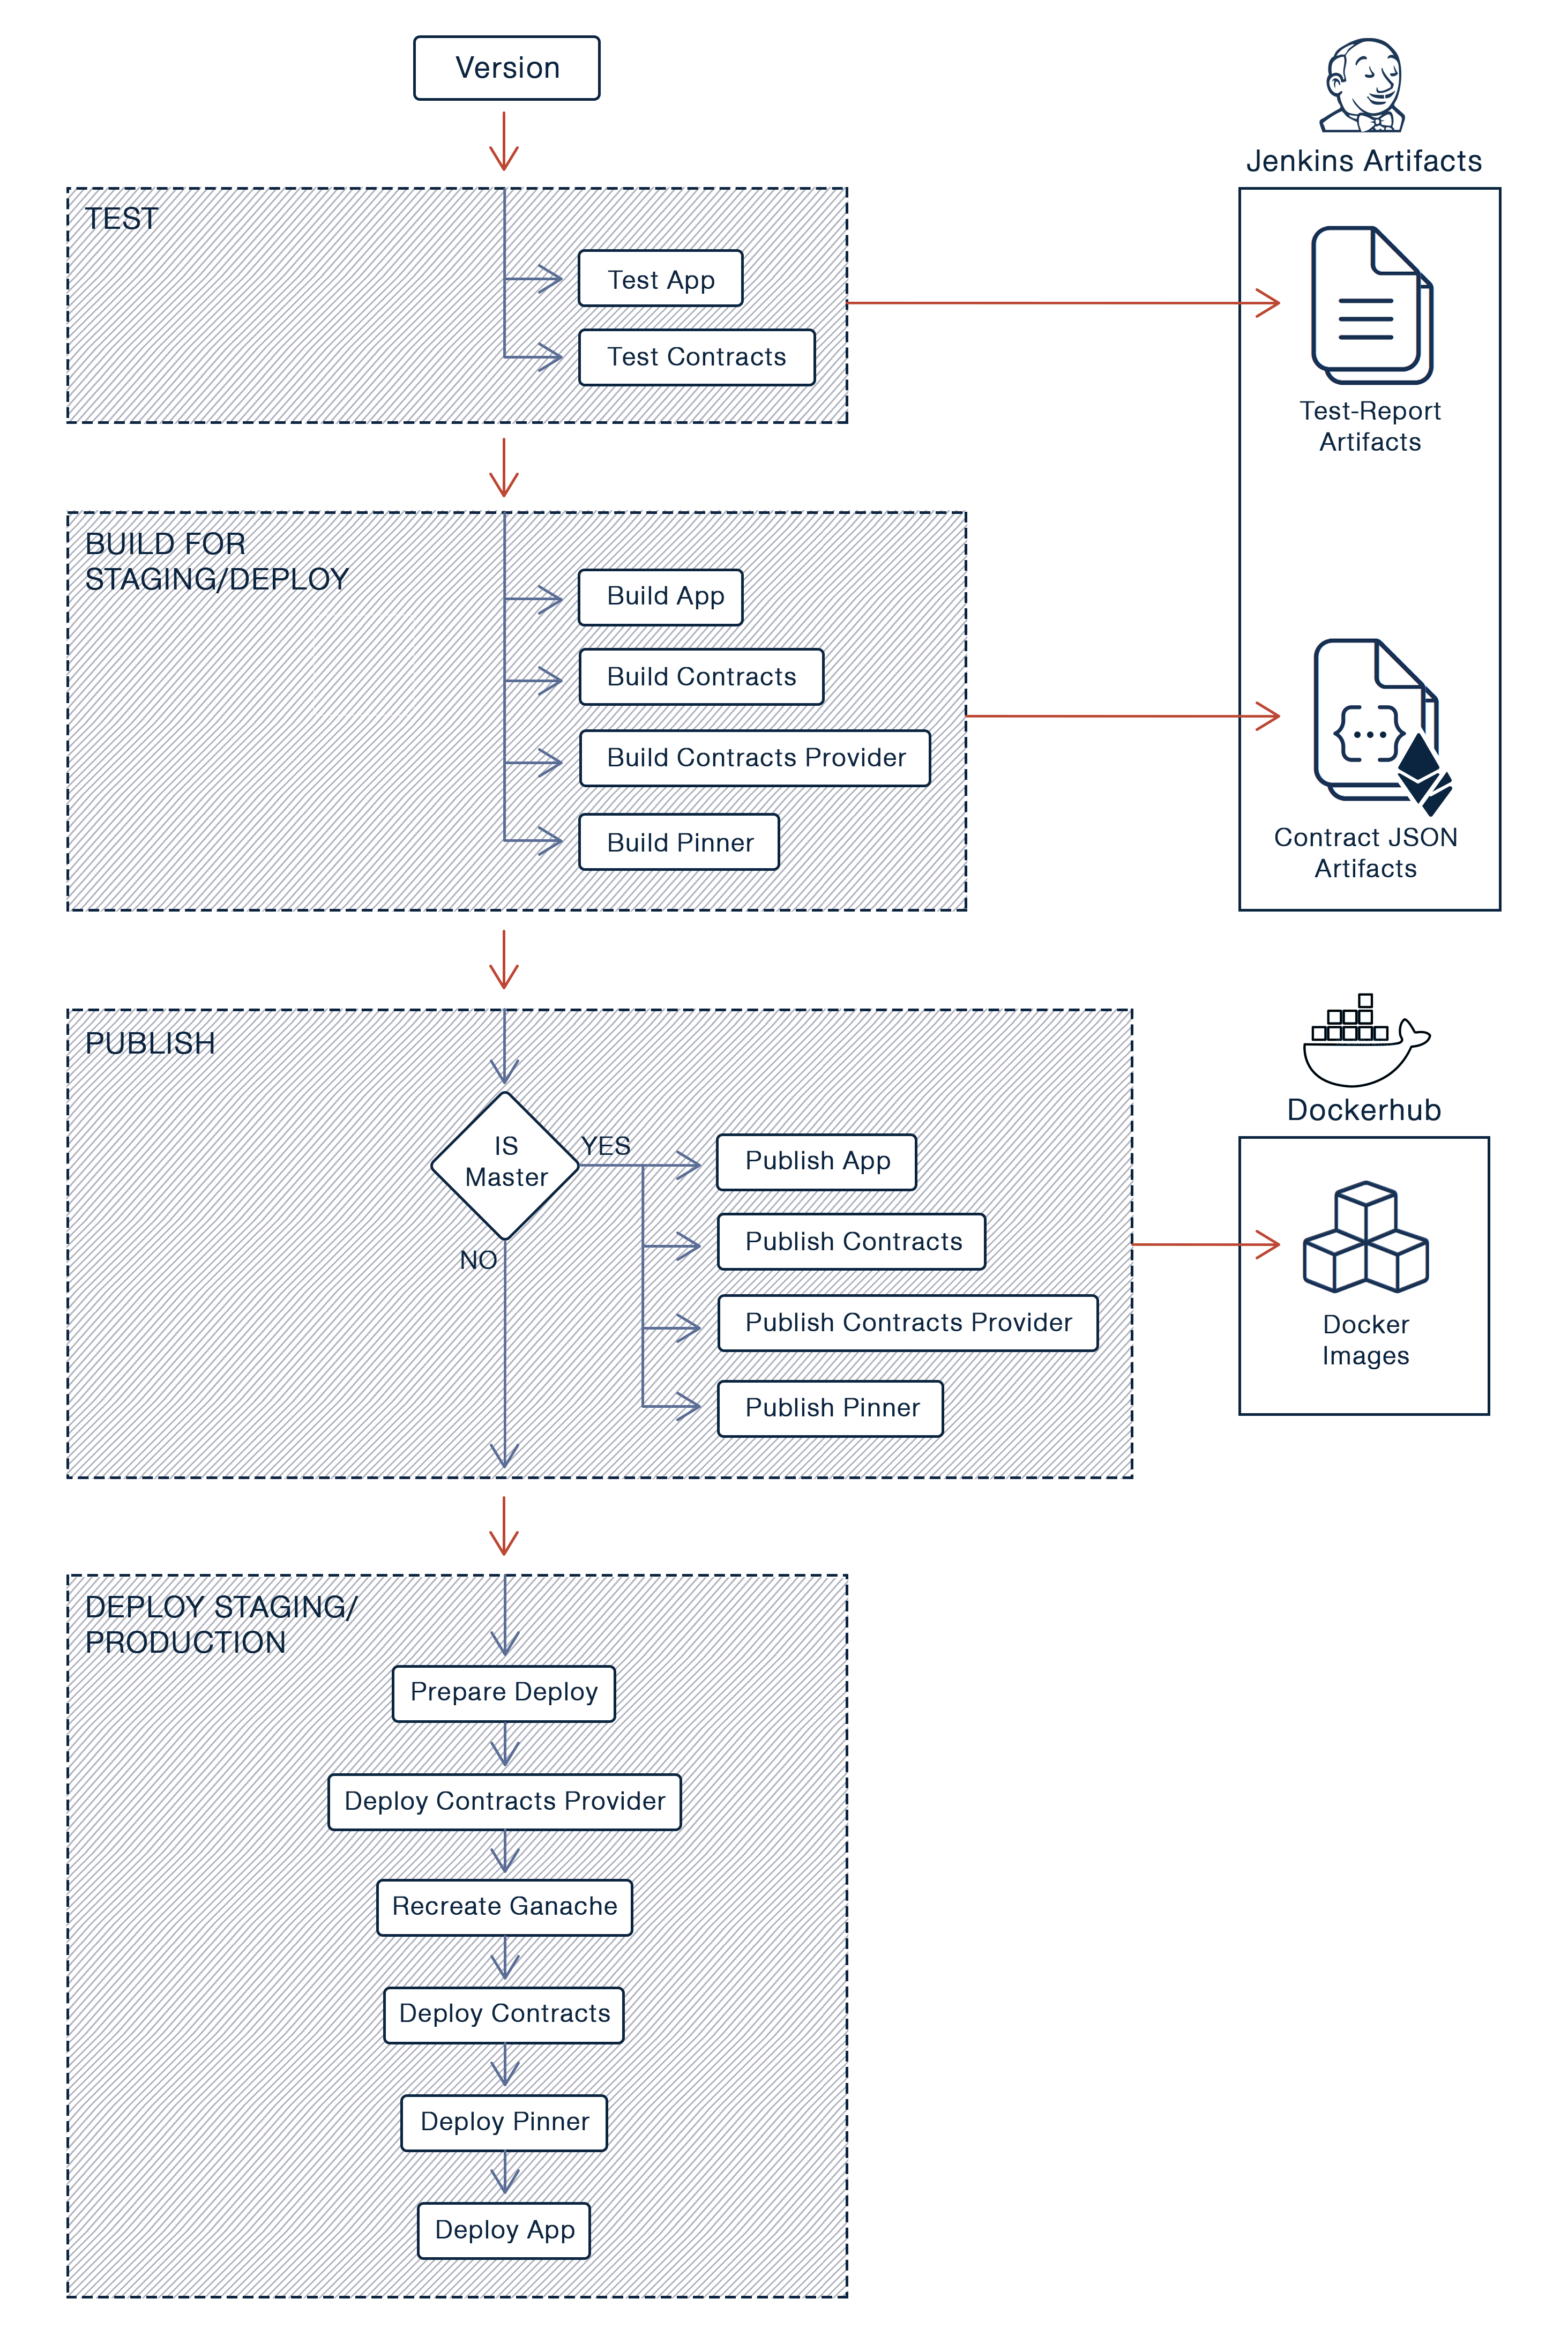 Version
Jenkins Artifacts
TEST
Test App
Test Contracts
Test-Report
Artifacts
BUILD FOR
STAGING/DEPLOY
Build App
Build Contracts
Build Contracts Provider
Build Pinner
Contract JSON
Artifacts
PUBLISH
IS
Master
YES
NO
Publish App
Publish Contracts
Publish Contracts Provider
Publish Pinner
Dockerhub
Docker
Images
DEPLOY STAGING/
PRODUCTION
Prepare Deploy
Deploy Contracts Provider
Recreate Ganache
Deploy Contracts
Deploy Pinner
Deploy App